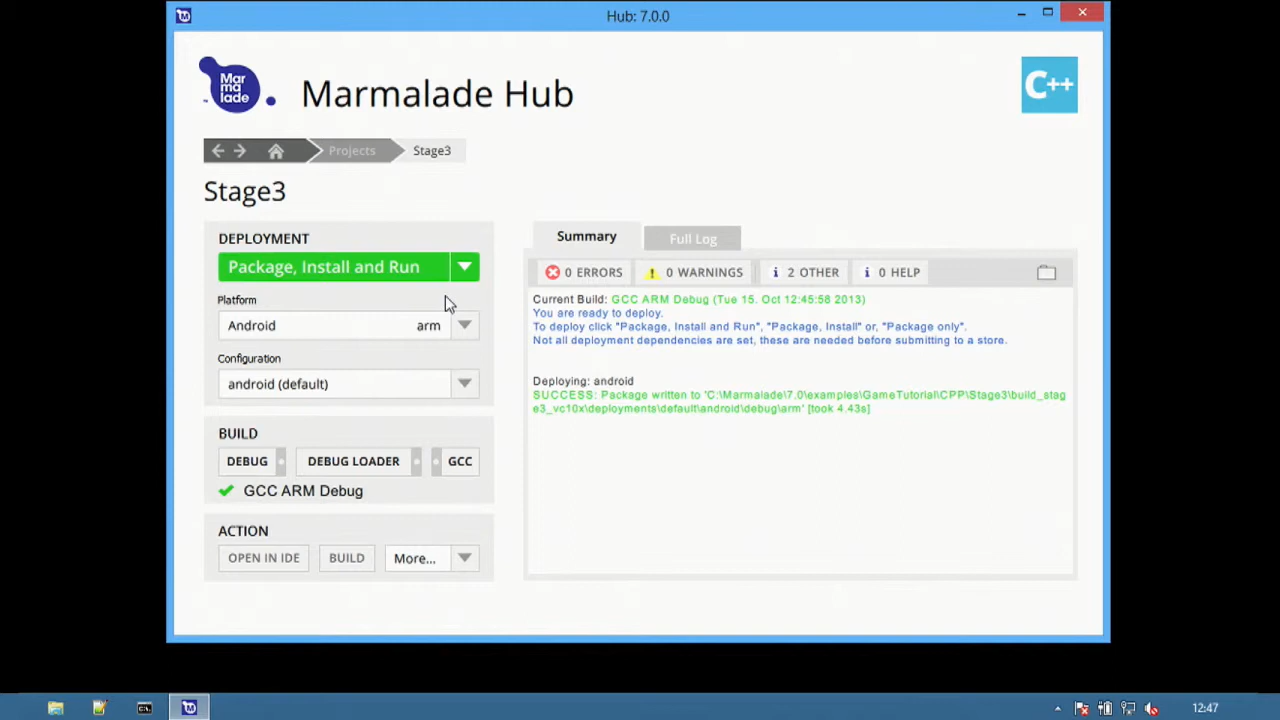 Hub: 7.0.0
Mar
ma
lade
TM
Marmalade Hub
C++
Projects
Stage3
Stage3
DEPLOYMENT
Package, Install and Run
Platform
Android arm
Configuration
android (default)
BUILD
DEBUG DEBUG LOADER GCC
GCC ARM Debug
ACTION
OPEN IN IDE BUILD More...
Summary Full Log
0 ERRORS 0 WARNINGS 2 OTHER 0 HELP
Current Build: GCC ARM Debug (Tue 15. Oct 12:45:58 2013)
You are ready to deploy.
To deploy click "Package, Install and Run", "Package, Install" or, "Package only".
Not all deployment dependencies are set, these are needed before submitting to a store.
Deploying: android
SUCCESS: Package written to 'C:\Marmalade\7.0\examples\GameTutorial\CPP\Stage3\build_stag
e3_vc10x\deployments\default\android\debug\arm' [took 4.43s]
12:47